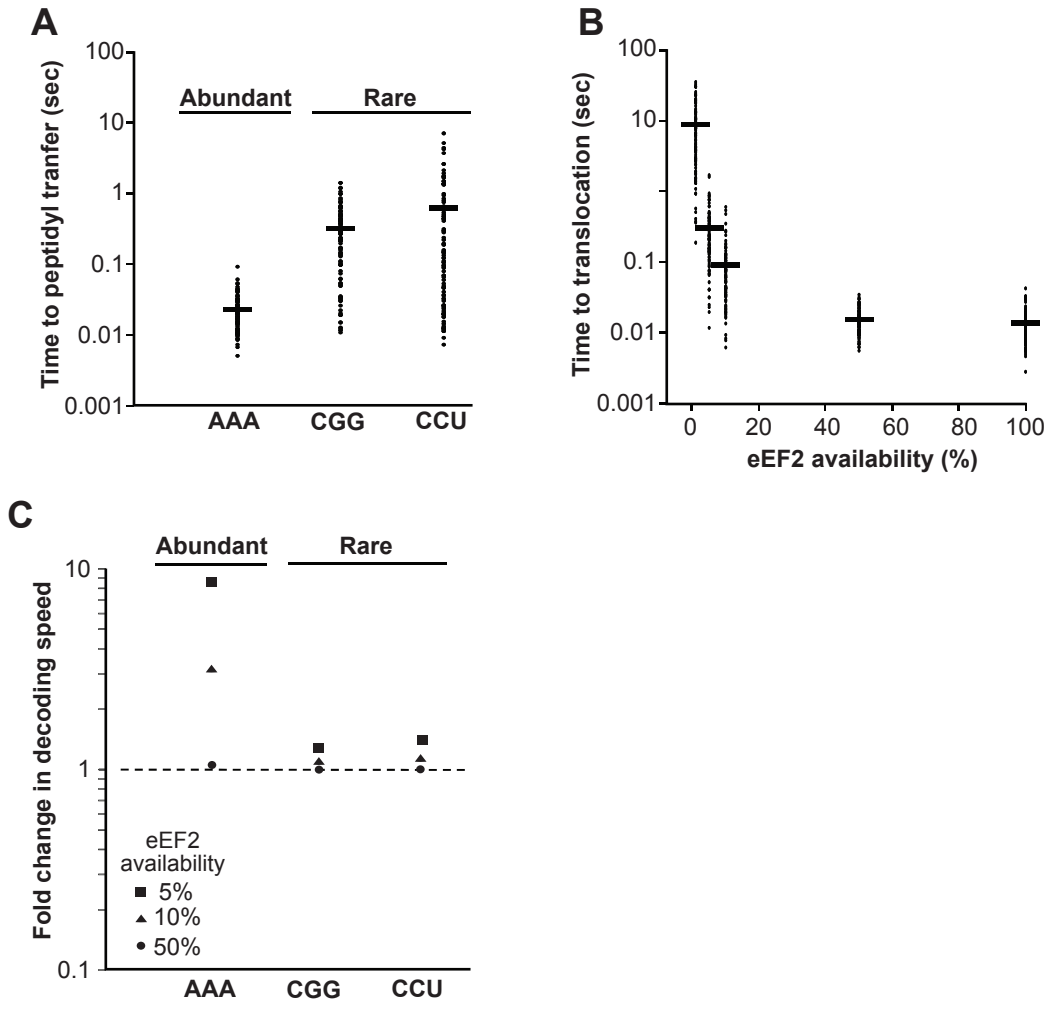 A
Time to peptidyl tranfer (sec)
100
10
1
0.1
0.01
0.001
Abundant
Rare
AAA
CGG
CCU
B
Time to translocation (sec)
100
10
0.1
0.01
0.001
0
20
40
60
80
100
eEF2 availability (%)
C
Fold change in decoding speed
10
1
0.1
Abundant
Rare
eEF2
availability
5%
10%
50%
AAA
CGG
CCU